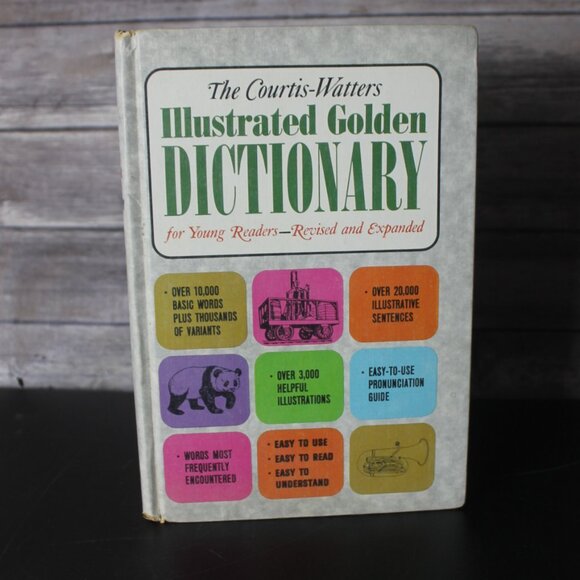 The Courtis-Watters
Illustrated Golden
DICTIONARY
for Young Readers—Revised and Expanded
• OVER 10,000
BASIC WORDS
PLUS THOUSANDS
OF VARIANTS
• OVER 20,000
ILLUSTRATIVE
SENTENCES
• OVER 3,000
HELPFUL
ILLUSTRATIONS
• EASY-TO-USE
PRONUNCIATION
GUIDE
• WORDS MOST
FREQUENTLY
ENCOUNTERED
• EASY TO USE
• EASY TO READ
• EASY TO
UNDERSTAND